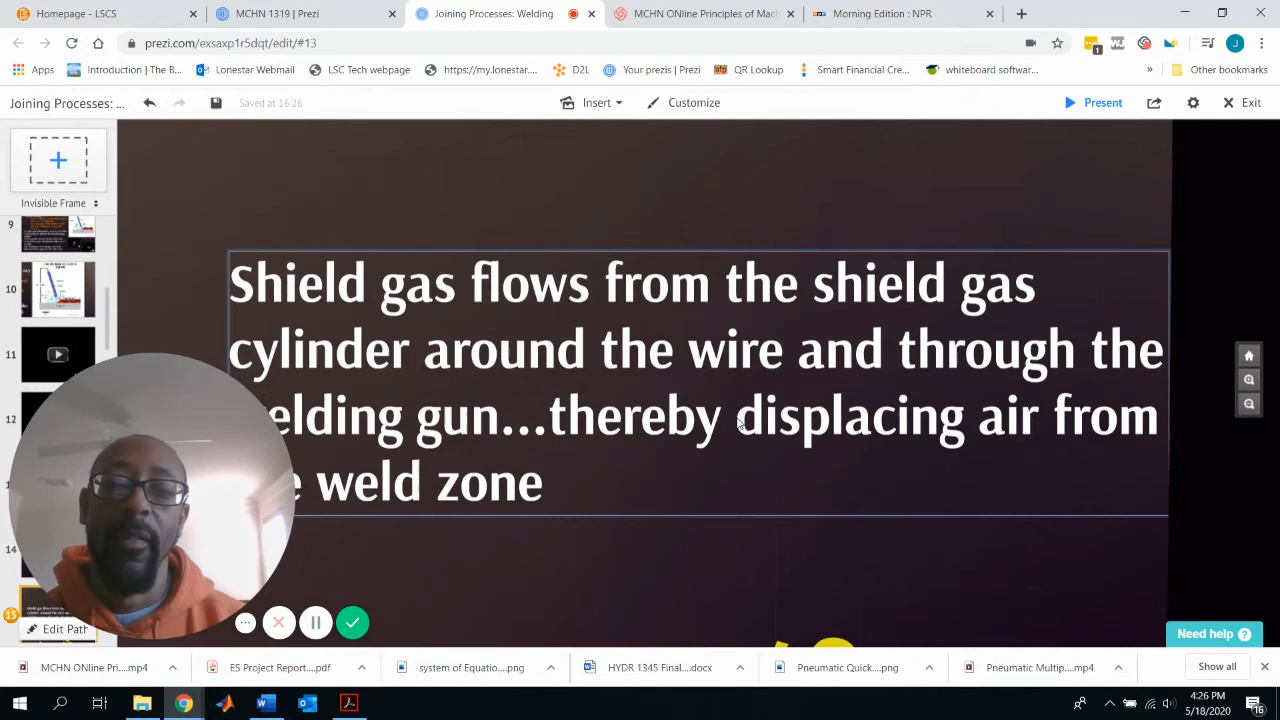 Homespace - LSCS
MCHN 1319 | Prezi
Joining Processes: Welding
MCHN ONline Principles of Mach
Morning Edition : NPR
prezi.com/exsaxp1r5dqt/edit/#13
1
J
Apps
Introduction | The B...
Lonestar Webmail
LSC Tech webpage
https://my.lonestar...
D2L
Your prezis | Prezi
QR Lookup
Smart Financial Cre...
whiteboard softwar...
»
Other bookmarks
Joining Processes: ...
Saved at 16:26
Insert
Customize
Present
Exit
Invisible Frame
9
10
11
12
14
15
Edit Path
Shield gas flows from the shield gas
cylinder around the wire and through the
elding gun...thereby displacing air from
e weld zone
Need help ?
MCHN ONline Pri....mp4
ES Project Report....pdf
system of Equatio....png
HYDR 1345 Final....docx
Pneumatic Quick....png
Pneumatic Multip....mp4
Show all
4:26 PM
5/18/2020
16